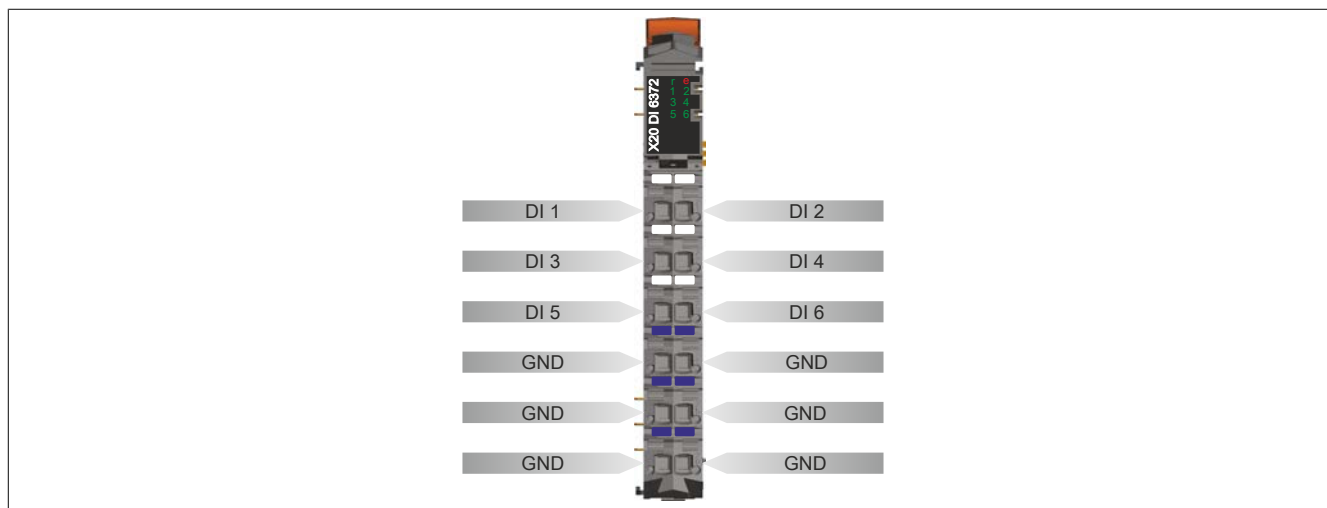 X20 DI 6372
r e
1 2
3 4
5 6
DI 1 DI 2
DI 3 DI 4
DI 5 DI 6
GND GND
GND GND
GND GND